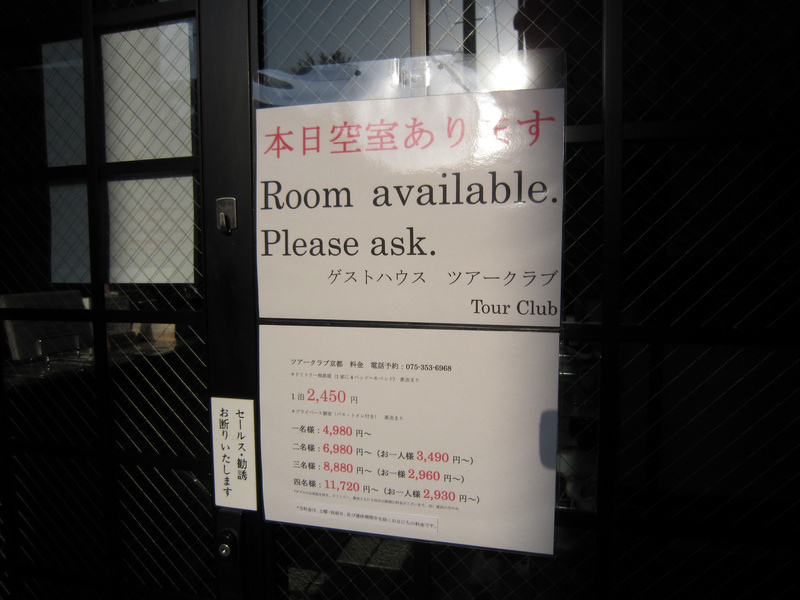 本日空室あります
Room available.
Please ask.
ゲストハウス　ツアークラブ
Tour Club
ツアークラブ京都　料金　電話予約：075-353-6968
1泊 2,450 円
一名様：4,980 円～
二名様：6,980 円～（お一人様 3,490 円～）
三名様：8,880 円～（お一様 2,960 円～）
四名様：11,720 円～（お一人様 2,930 円～）
セールス・勧誘
お断りいたします